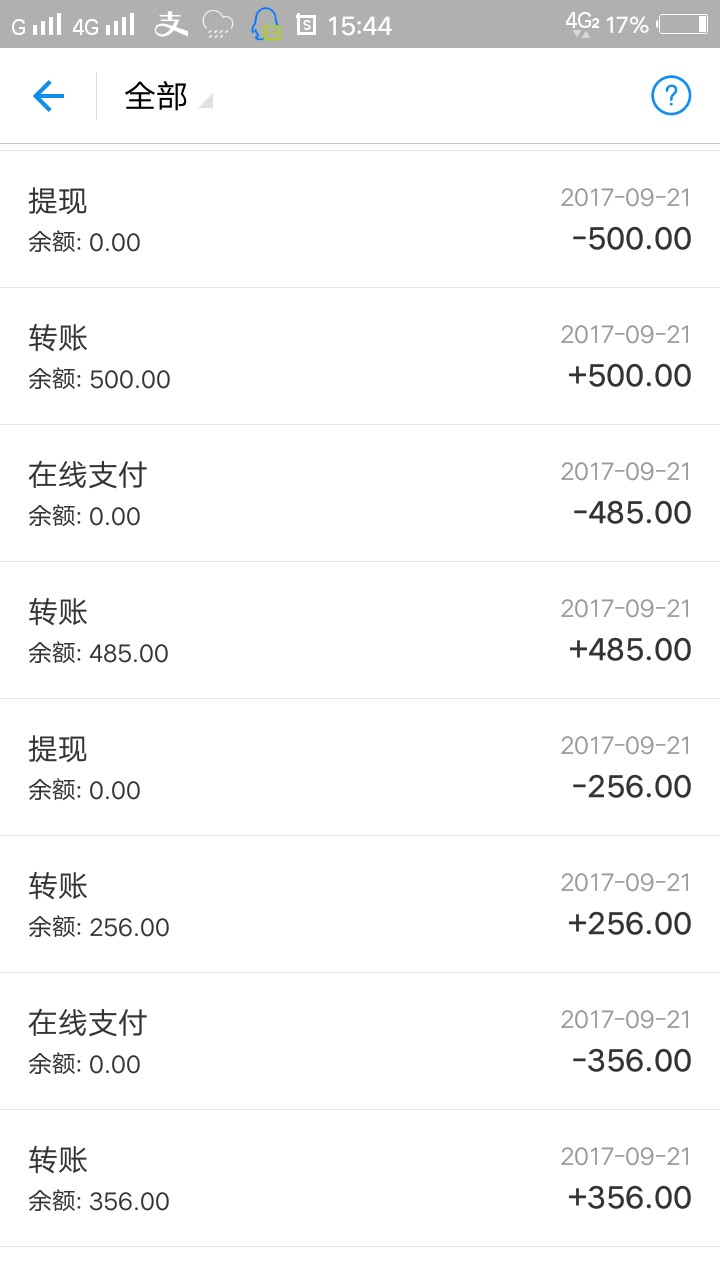 G 4G 支 S 15:44 4G2 17%
全部 ?
提现 2017-09-21
余额: 0.00 -500.00
转账 2017-09-21
余额: 500.00 +500.00
在线支付 2017-09-21
余额: 0.00 -485.00
转账 2017-09-21
余额: 485.00 +485.00
提现 2017-09-21
余额: 0.00 -256.00
转账 2017-09-21
余额: 256.00 +256.00
在线支付 2017-09-21
余额: 0.00 -356.00
转账 2017-09-21
余额: 356.00 +356.00